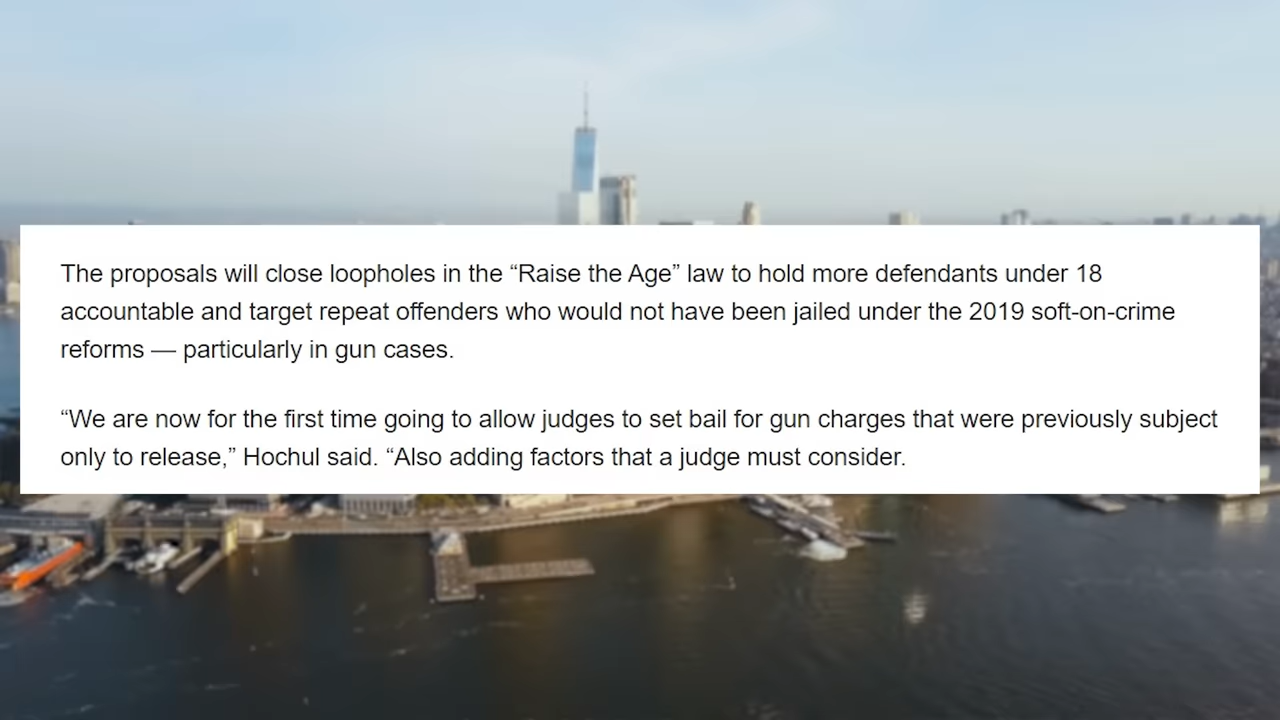 The proposals will close loopholes in the “Raise the Age” law to hold more defendants under 18
accountable and target repeat offenders who would not have been jailed under the 2019 soft-on-crime
reforms — particularly in gun cases.
“We are now for the first time going to allow judges to set bail for gun charges that were previously subject
only to release,” Hochul said. “Also adding factors that a judge must consider.